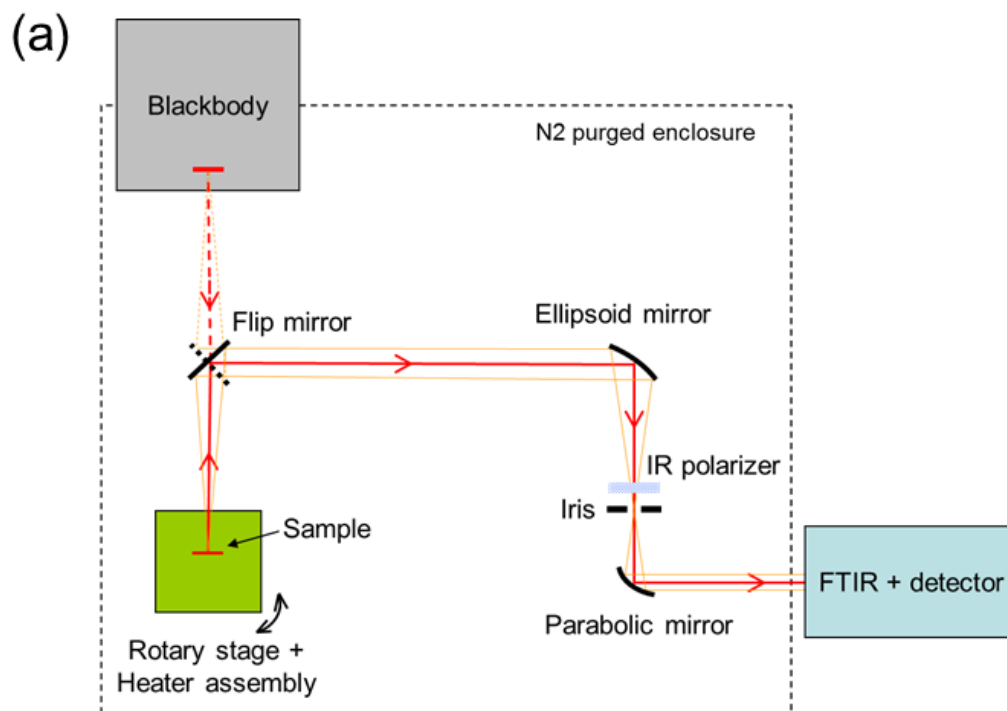 (a)
Blackbody
N2 purged enclosure
Flip mirror
Ellipsoid mirror
IR polarizer
Iris
Sample
FTIR + detector
Parabolic mirror
Rotary stage +
Heater assembly